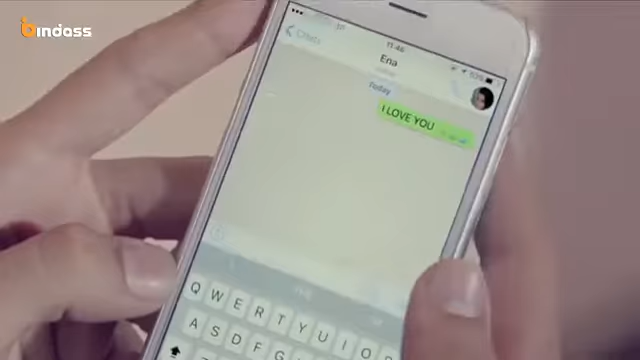 bindass
11:46
Chats
Ena
Today
I LOVE YOU
Q W E R T Y U I O P
A S D F G